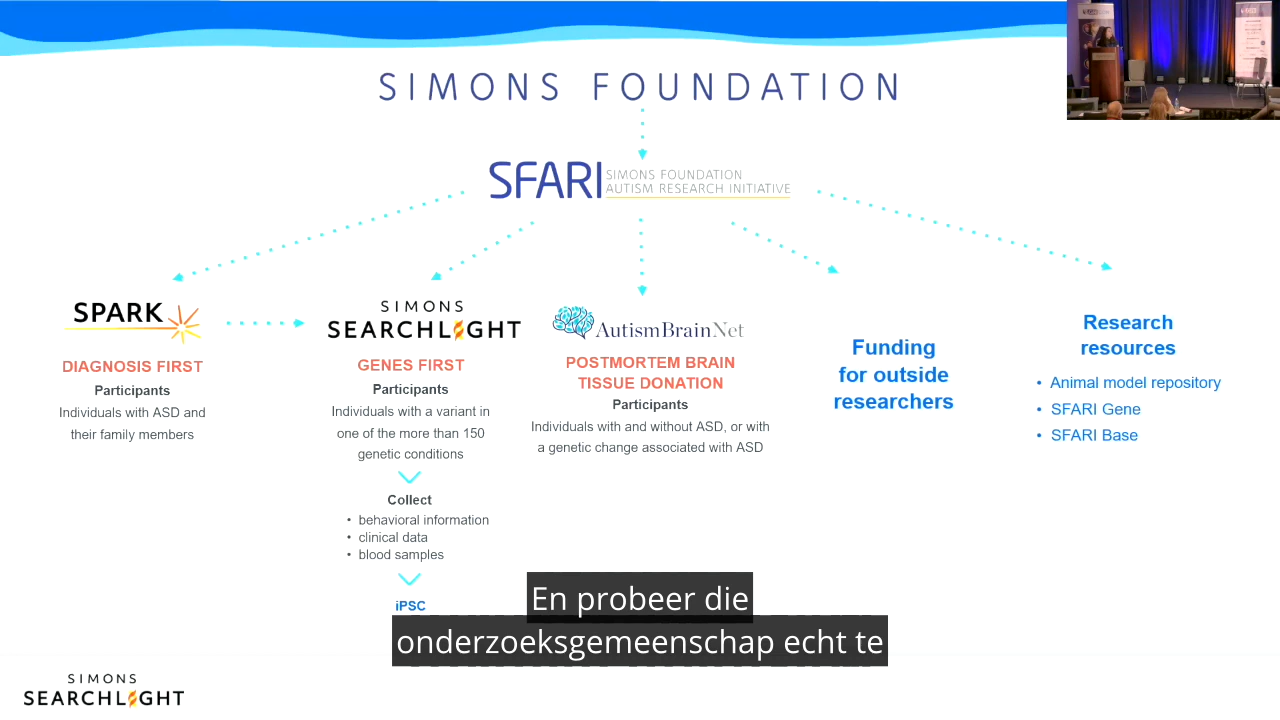 SIMONS FOUNDATION
SFARI
SIMONS FOUNDATION
AUTISM RESEARCH INITIATIVE
SPARK
DIAGNOSIS FIRST
Participants
Individuals with ASD and
their family members
SIMONS
SEARCHLIGHT
GENES FIRST
Participants
Individuals with a variant in
one of the more than 150
genetic conditions
Collect
• behavioral information
• clinical data
• blood samples
iPSC
AutismBrainNet
POSTMORTEM BRAIN
TISSUE DONATION
Participants
Individuals with and without ASD, or with
a genetic change associated with ASD
Funding
for outside
researchers
Research
resources
• Animal model repository
• SFARI Gene
• SFARI Base
En probeer die
onderzoeksgemeenschap echt te
SIMONS
SEARCHLIGHT